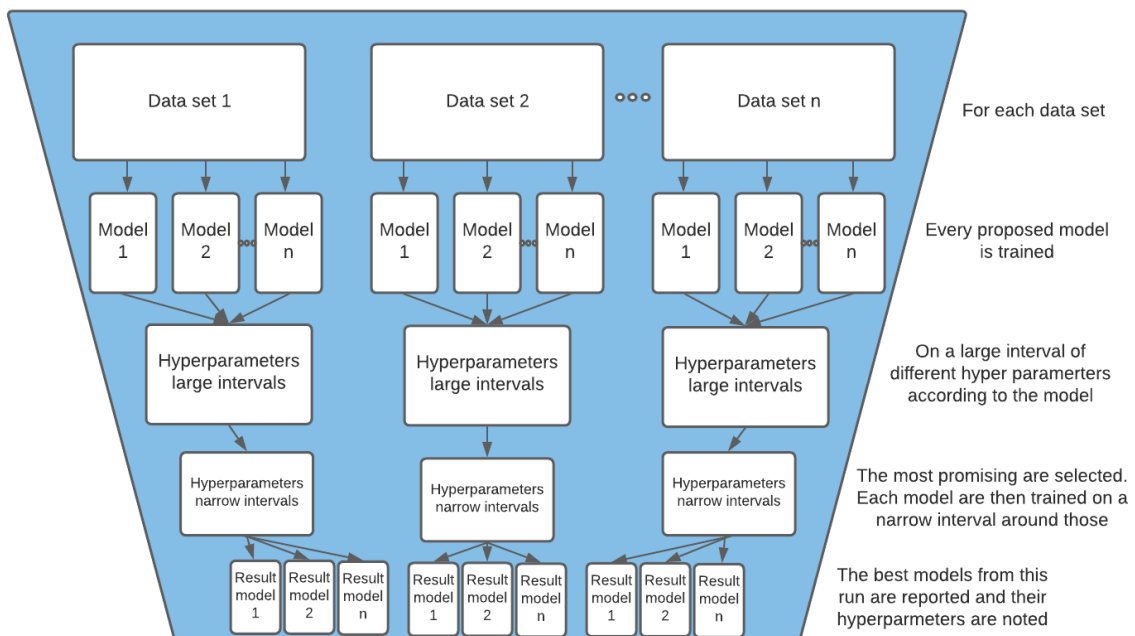 Data set 1
Data set 2
Data set n
For each data set
Model
1
Model
2
Model
n
Model
1
Model
2
Model
n
Model
1
Model
2
Model
n
Every proposed model
is trained
Hyperparameters
large intervals
Hyperparameters
large intervals
Hyperparameters
large intervals
On a large interval of
different hyper paramerters
according to the model
Hyperparameters
narrow intervals
Hyperparameters
narrow intervals
Hyperparameters
narrow intervals
The most promising are selected.
Each model are then trained on a
narrow interval around those
Result
model
1
Result
model
2
Result
model
n
Result
model
1
Result
model
2
Result
model
n
Result
model
1
Result
model
2
Result
model
n
The best models from this
run are reported and their
hyperparmeters are noted